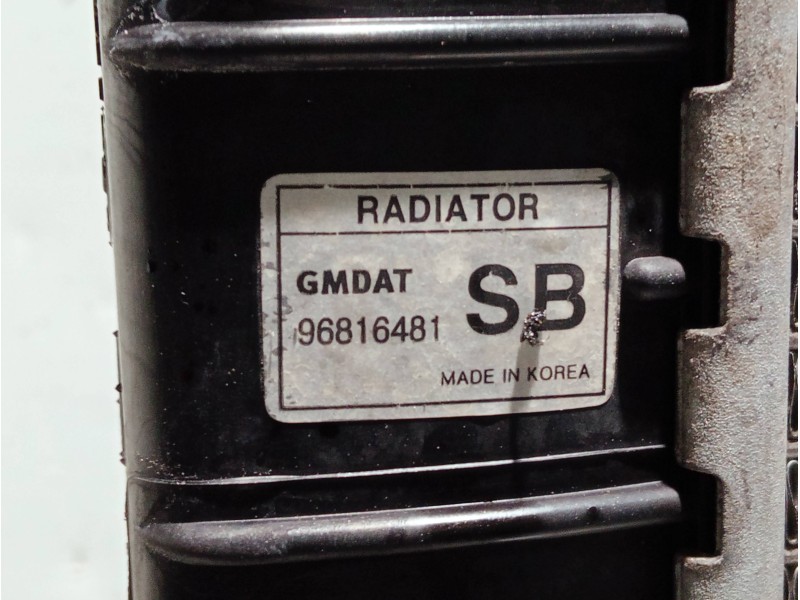 RADIATOR
GMDAT SB
96816481
MADE IN KOREA